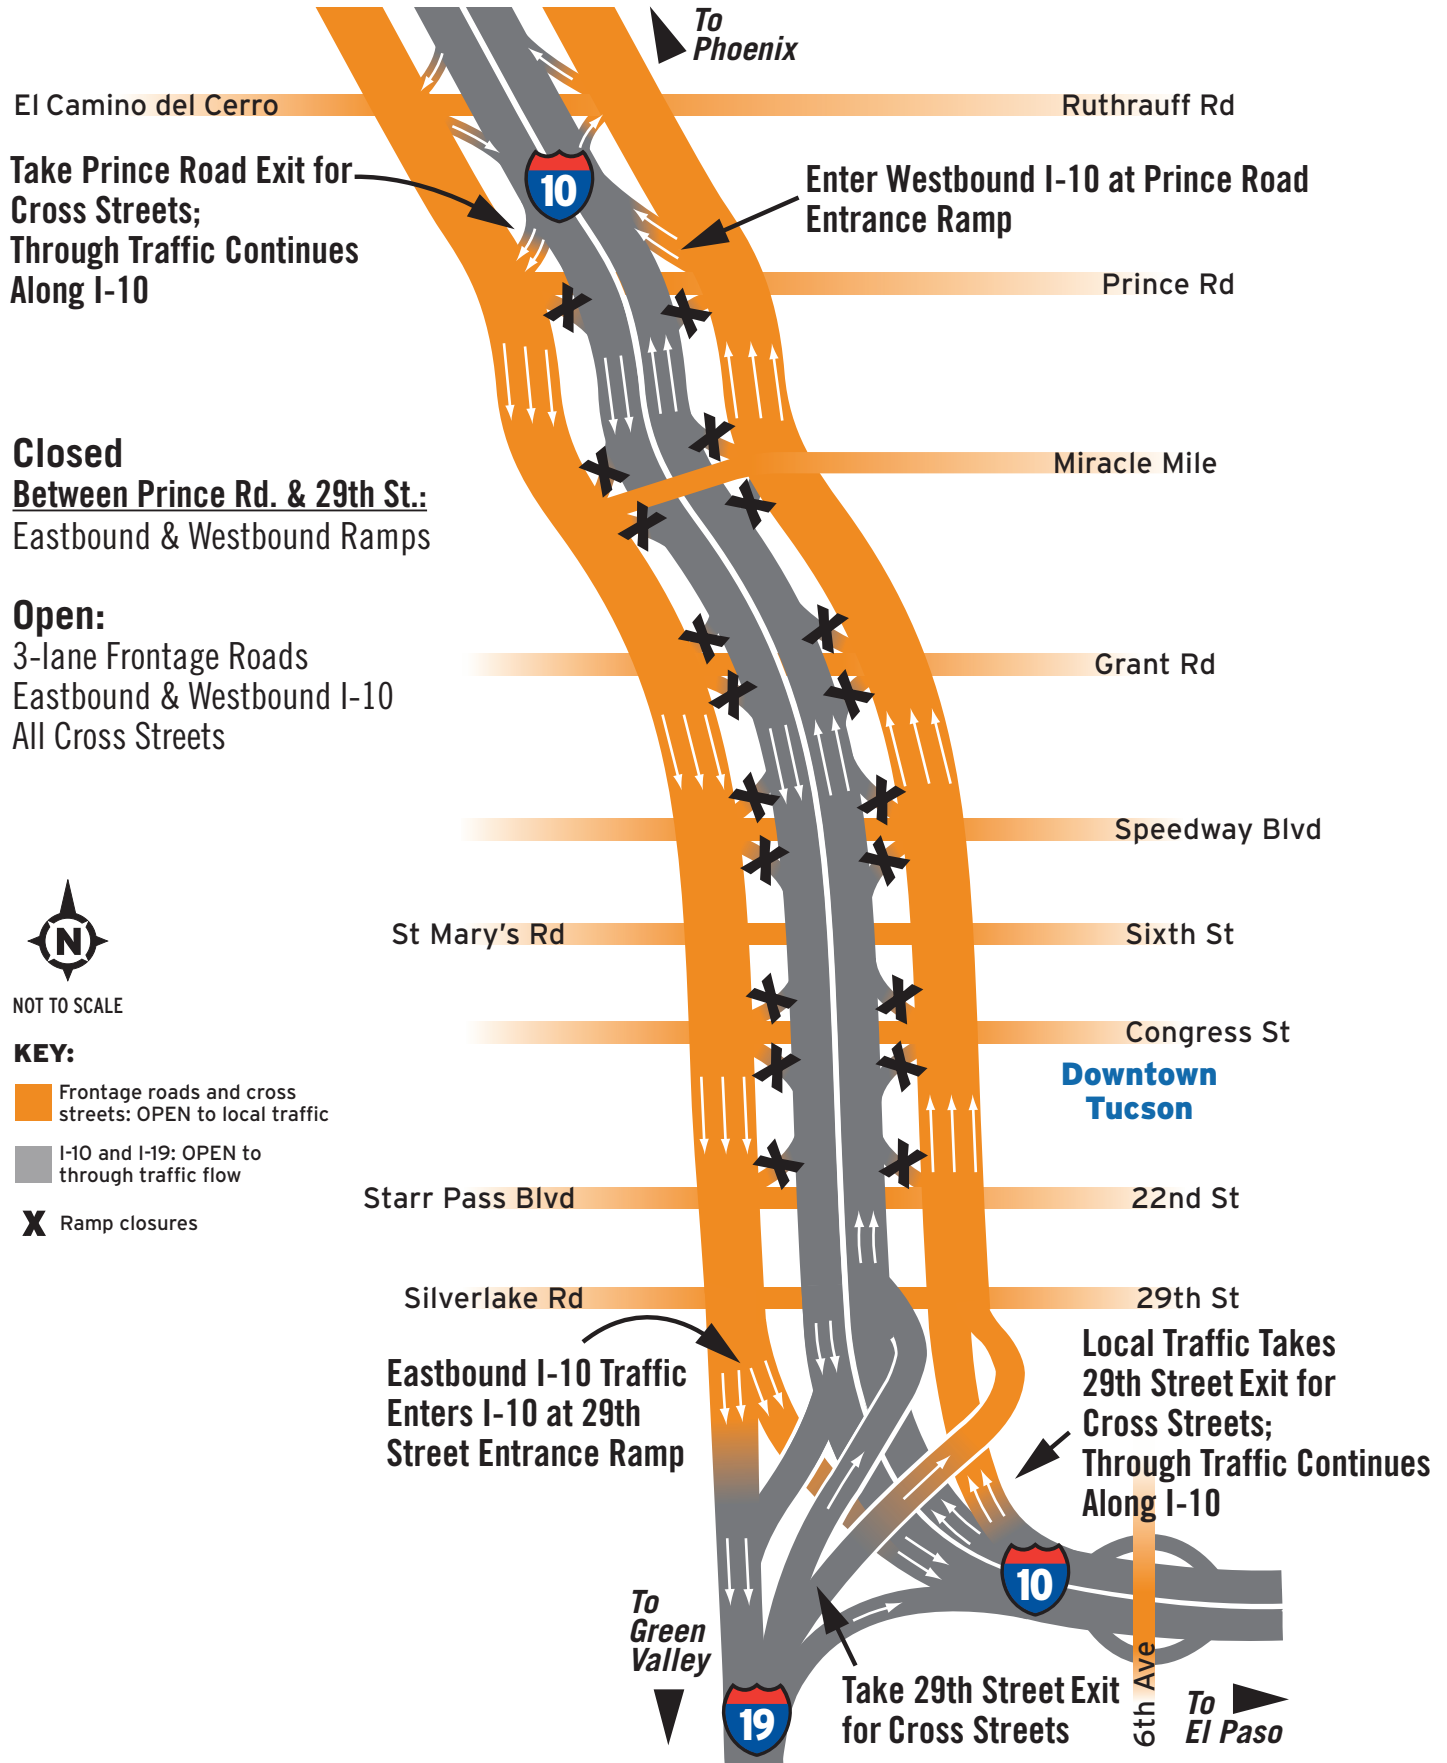 To
Phoenix
El Camino del Cerro
Ruthrauff Rd
Take Prince Road Exit for
Cross Streets;
Through Traffic Continues
Along I-10
10
Enter Westbound I-10 at Prince Road
Entrance Ramp
Prince Rd
Closed
Between Prince Rd. & 29th St.:
Eastbound & Westbound Ramps
Miracle Mile
Open:
3-lane Frontage Roads
Eastbound & Westbound I-10
All Cross Streets
Grant Rd
Speedway Blvd
N
NOT TO SCALE
St Mary's Rd
Sixth St
Congress St
Downtown
Tucson
KEY:
Frontage roads and cross
streets: OPEN to local traffic
I-10 and I-19: OPEN to
through traffic flow
X Ramp closures
Starr Pass Blvd
22nd St
Silverlake Rd
29th St
Eastbound I-10 Traffic
Enters I-10 at 29th
Street Entrance Ramp
Local Traffic Takes
29th Street Exit for
Cross Streets;
Through Traffic Continues
Along I-10
10
To
Green
Valley
19
Take 29th Street Exit
for Cross Streets
6th Ave
To
El Paso